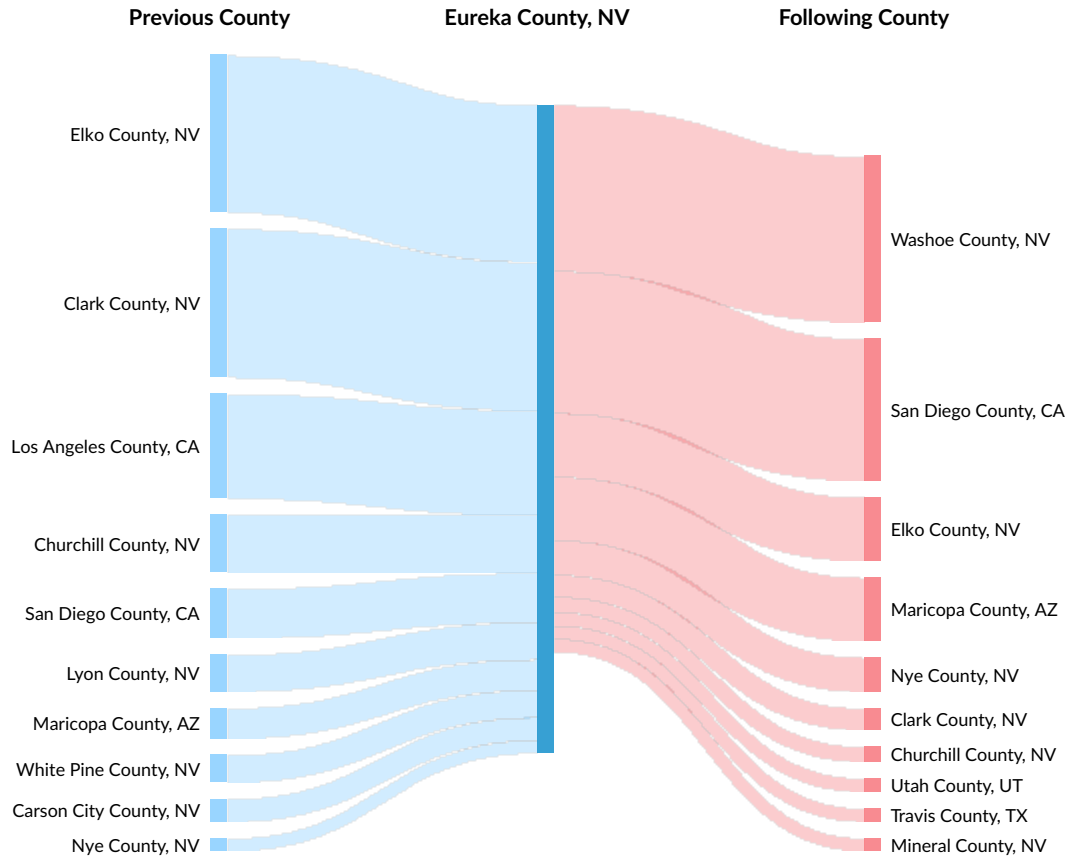 Previous County
Eureka County, NV
Following County
Elko County, NV
Clark County, NV
Los Angeles County, CA
Churchill County, NV
San Diego County, CA
Lyon County, NV
Maricopa County, AZ
White Pine County, NV
Carson City County, NV
Nye County, NV
Washoe County, NV
San Diego County, CA
Elko County, NV
Maricopa County, AZ
Nye County, NV
Clark County, NV
Churchill County, NV
Utah County, UT
Travis County, TX
Mineral County, NV